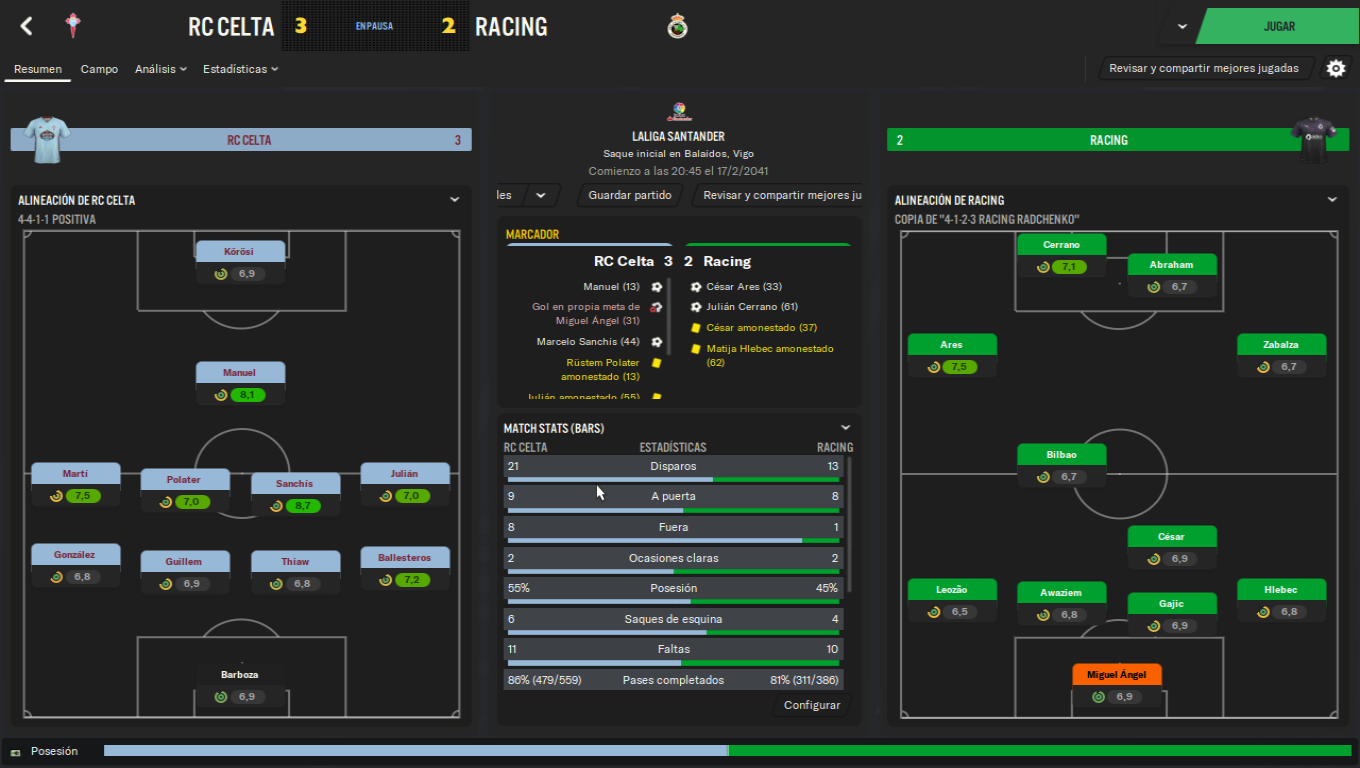 RC CELTA 3 EN PAUSA 2 RACING
JUGAR
Resumen Campo Análisis Estadísticas
Revisar y compartir mejores jugadas
RC CELTA 3
ALINEACIÓN DE RC CELTA
4-4-1-1 POSITIVA
Körösi
6,9
Manuel
8,1
Martí
7,5
Polater
7,0
Sanchís
8,7
Julián
7,0
González
6,8
Guillem
6,9
Thiaw
6,8
Ballesteros
7,2
Barboza
6,9
LALIGA SANTANDER
Saque inicial en Balaidos, Vigo
Comienzo a las 20:45 el 17/2/2041
les
Guardar partido
Revisar y compartir mejores ju
MARCADOR
RC Celta 3 2 Racing
Manuel (13)
Gol en propia meta de
Miguel Ángel (31)
Marcelo Sanchís (44)
Rüstem Polater
amonestado (13)
Julián amonestado (55)
César Ares (33)
Julián Cerrano (61)
César amonestado (37)
Matija Hlebec amonestado
(62)
MATCH STATS (BARS)
RC CELTA ESTADÍSTICAS RACING
21 Disparos 13
9 A puerta 8
8 Fuera 1
2 Ocasiones claras 2
55% Posesión 45%
6 Saques de esquina 4
11 Faltas 10
86% (479/559) Pases completados 81% (311/386)
Configurar
2 RACING
ALINEACIÓN DE RACING
COPIA DE "4-1-2-3 RACING RADCHENKO"
Cerrano
7,1
Abraham
6,7
Ares
7,5
Zabalza
6,7
Bilbao
6,7
César
6,9
Leozão
6,5
Awaziem
6,8
Gajic
6,9
Hlebec
6,8
Miguel Ángel
6,9
Posesión